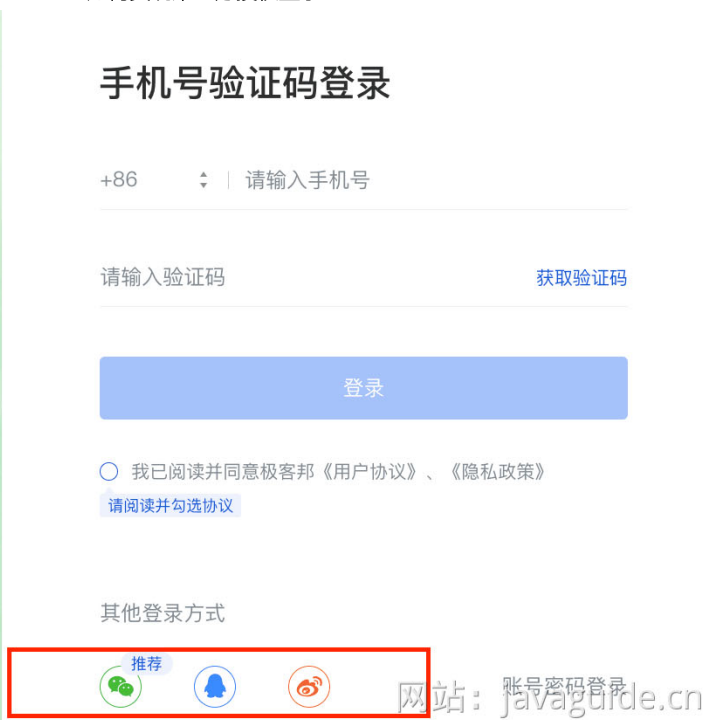 手机号验证码登录
+86 请输入手机号
请输入验证码 获取验证码
登录
我已阅读并同意极客邦《用户协议》、《隐私政策》
请阅读并勾选协议
其他登录方式
推荐
账号密码登录
网站：javaguide.cn